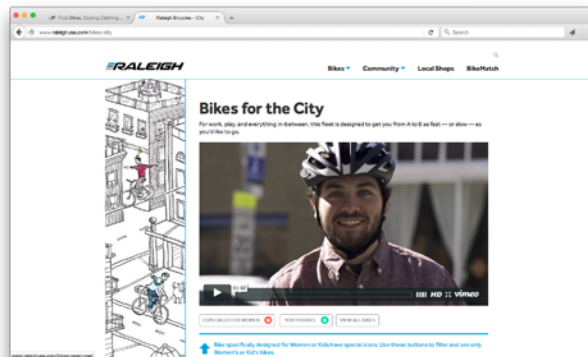 Find Bikes, Cycling Clothing,...
Raleigh Bicycles - City
www.raleighusa.com/bikes-city
Search
RALEIGH
Bikes
Community
Local Shops
BikeMatch
Bikes for the City
For work, play, and everything in-between, this fleet is designed to get you from A to B as fast — or slow — as
you'd like to go.
HD
vimeo
ESPECIALLY FOR WOMEN
VIEW ALL BIKES
Bike specifically designed for Women or Kids have special icons. Use these buttons to filter and see only
Women's or Kid's bikes.